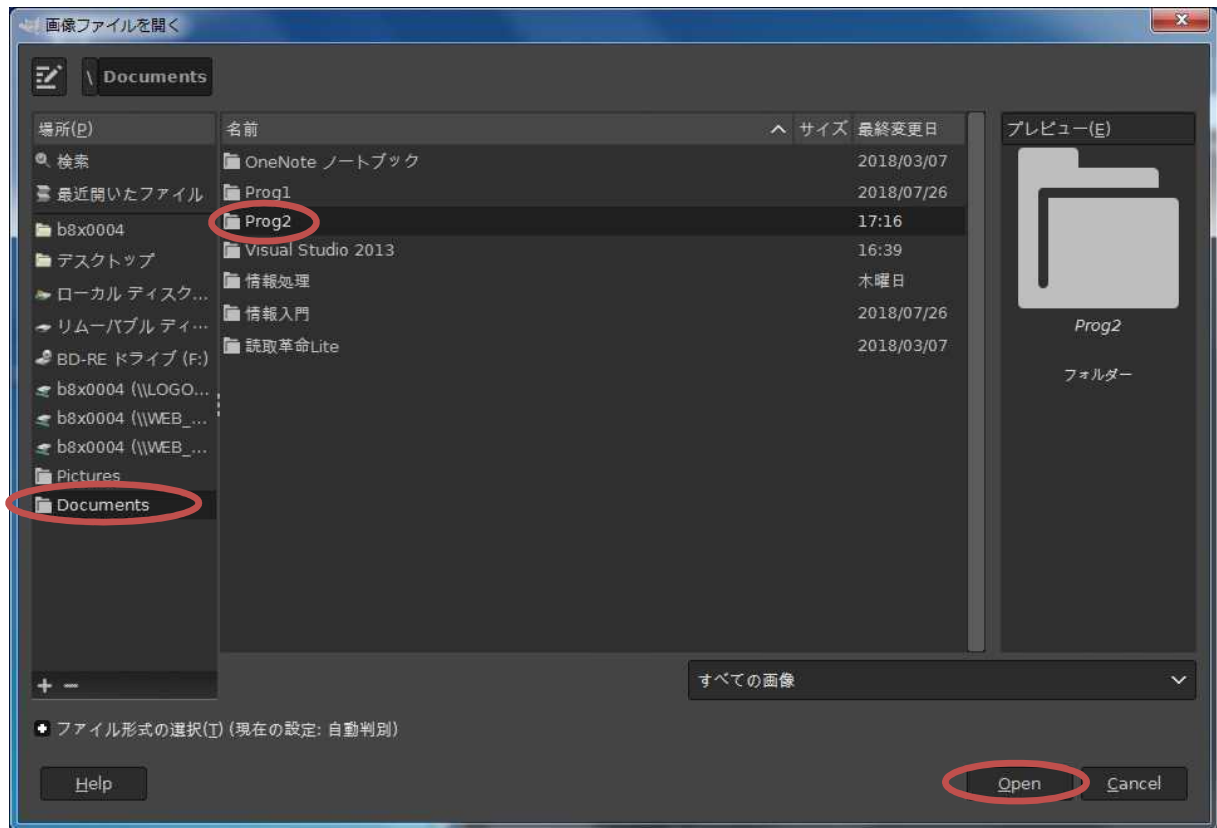 画像ファイルを開く
\ Documents
場所(P) 名前 サイズ 最終変更日 プレビュー(E)
検索 OneNote ノートブック 2018/03/07
最近開いたファイル Prog1 2018/07/26
b8x0004 Prog2 17:16
デスクトップ Visual Studio 2013 16:39
ローカル ディスク... 情報処理 木曜日
リムーバブル ディ... 情報入門 2018/07/26
BD-RE ドライブ (F:) 読取革命Lite 2018/03/07
b8x0004 (\\LOGO...
b8x0004 (\\WEB_...
b8x0004 (\\WEB_...
Pictures
Documents
Prog2
フォルダー
+ −
すべての画像
ファイル形式の選択(T) (現在の設定: 自動判別)
Help Open Cancel